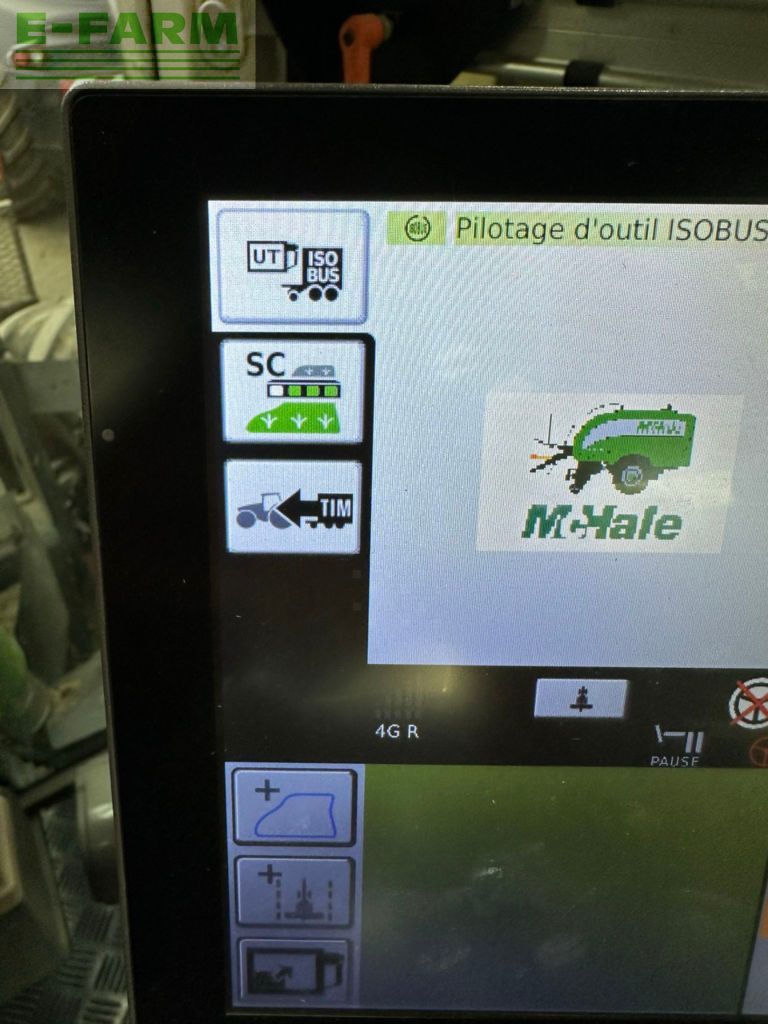 E-FARM
Pilotage d'outil ISOBUS
UT
ISO
BUS
SC
TIM
McHale
4G R
PAUSE